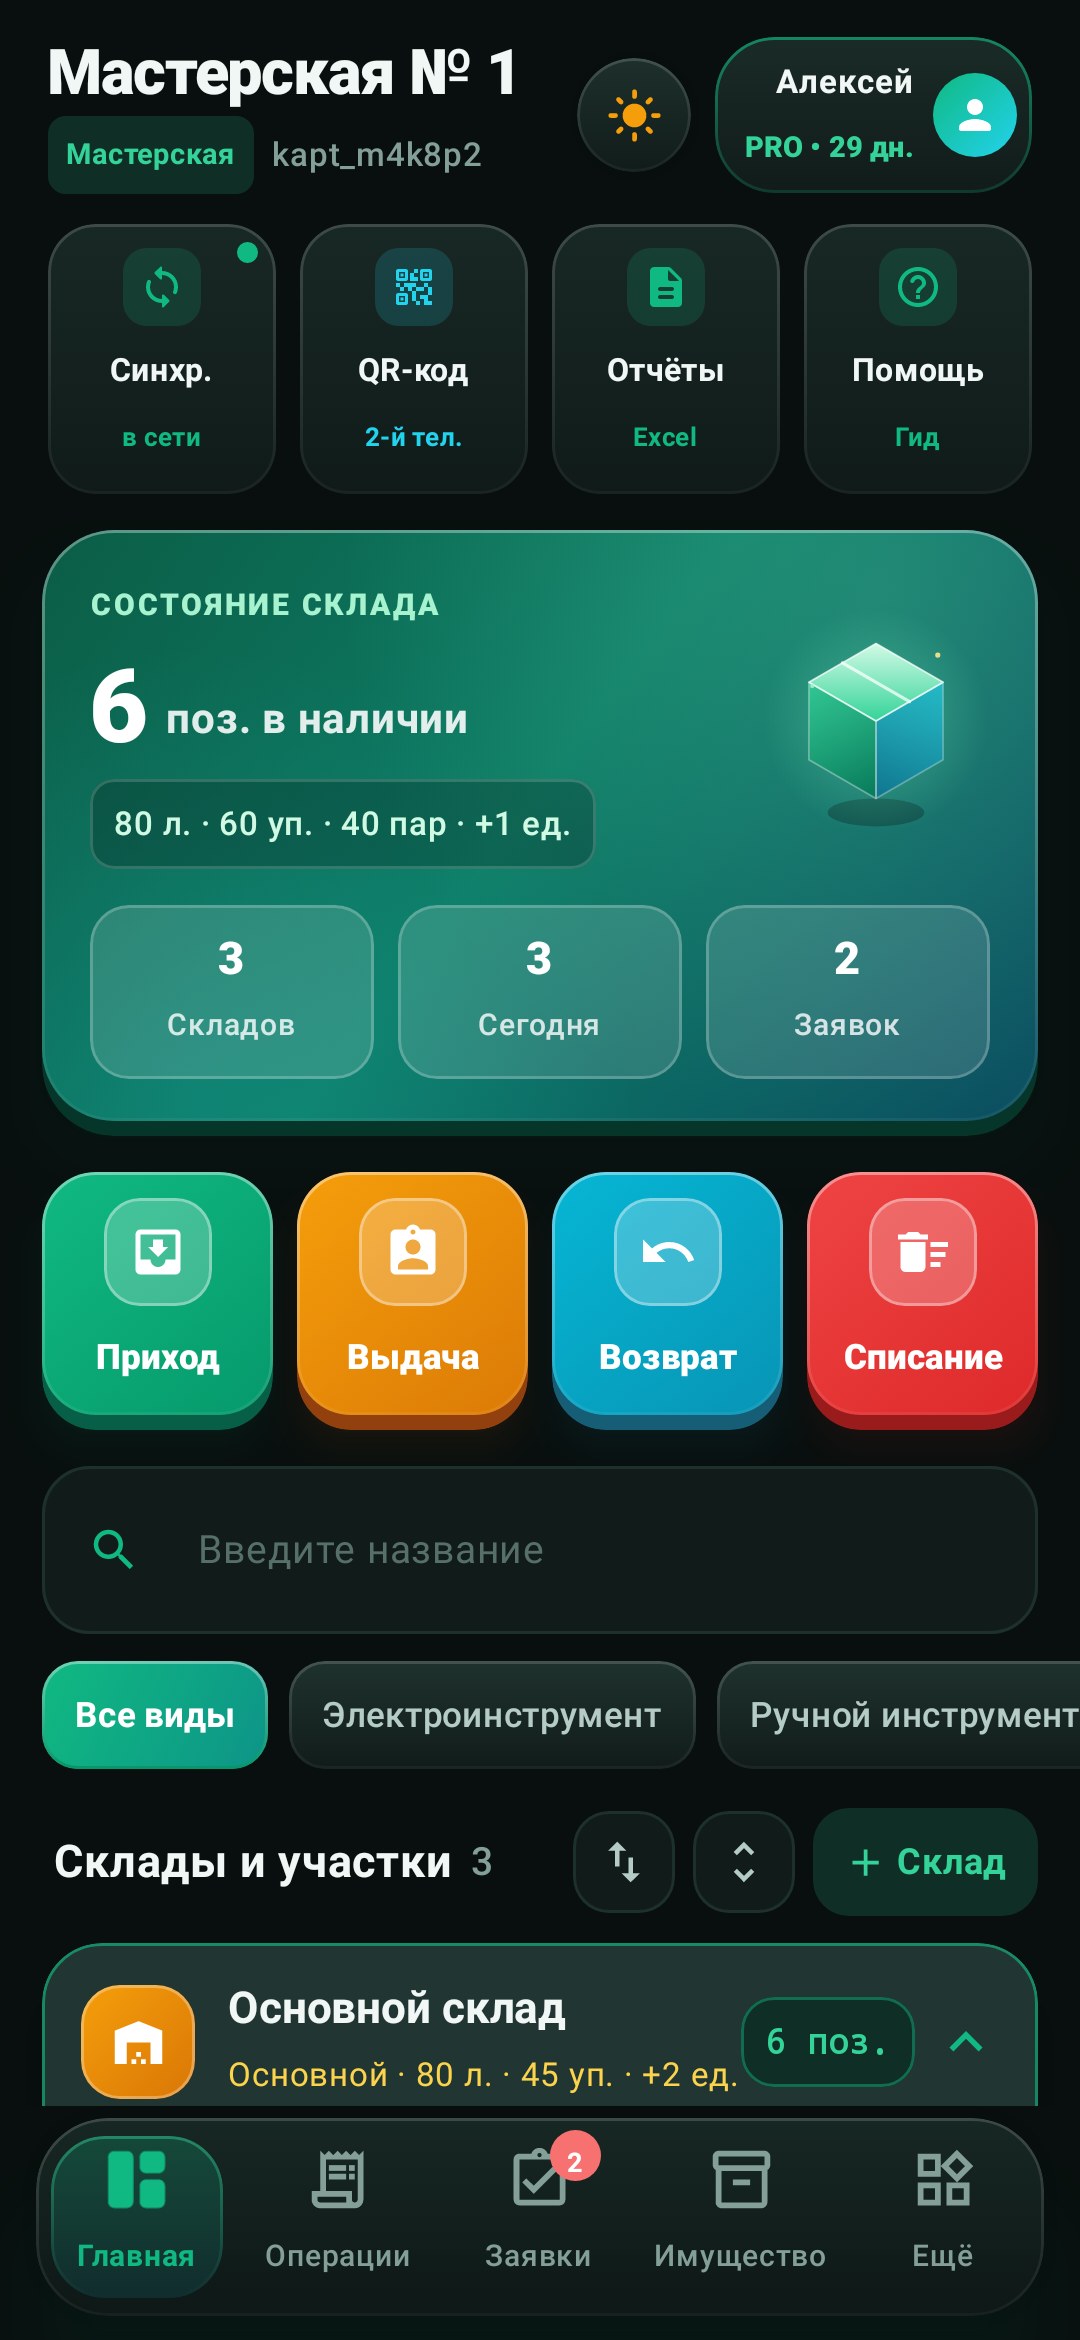 Мастерская № 1
Мастерская kapt_m4k8p2
Алексей
PRO • 29 дн.
Синхр.
в сети
QR-код
2-й тел.
Отчёты
Excel
Помощь
Гид
СОСТОЯНИЕ СКЛАДА
6 поз. в наличии
80 л. · 60 уп. · 40 пар · +1 ед.
3
Складов
3
Сегодня
2
Заявок
Приход
Выдача
Возврат
Списание
Введите название
Все виды
Электроинструмент
Ручной инструмент
Склады и участки 3
+ Склад
Основной склад
Основной · 80 л. · 45 уп. · +2 ед.
6 поз.
Главная
Операции
2
Заявки
Имущество
Ещё